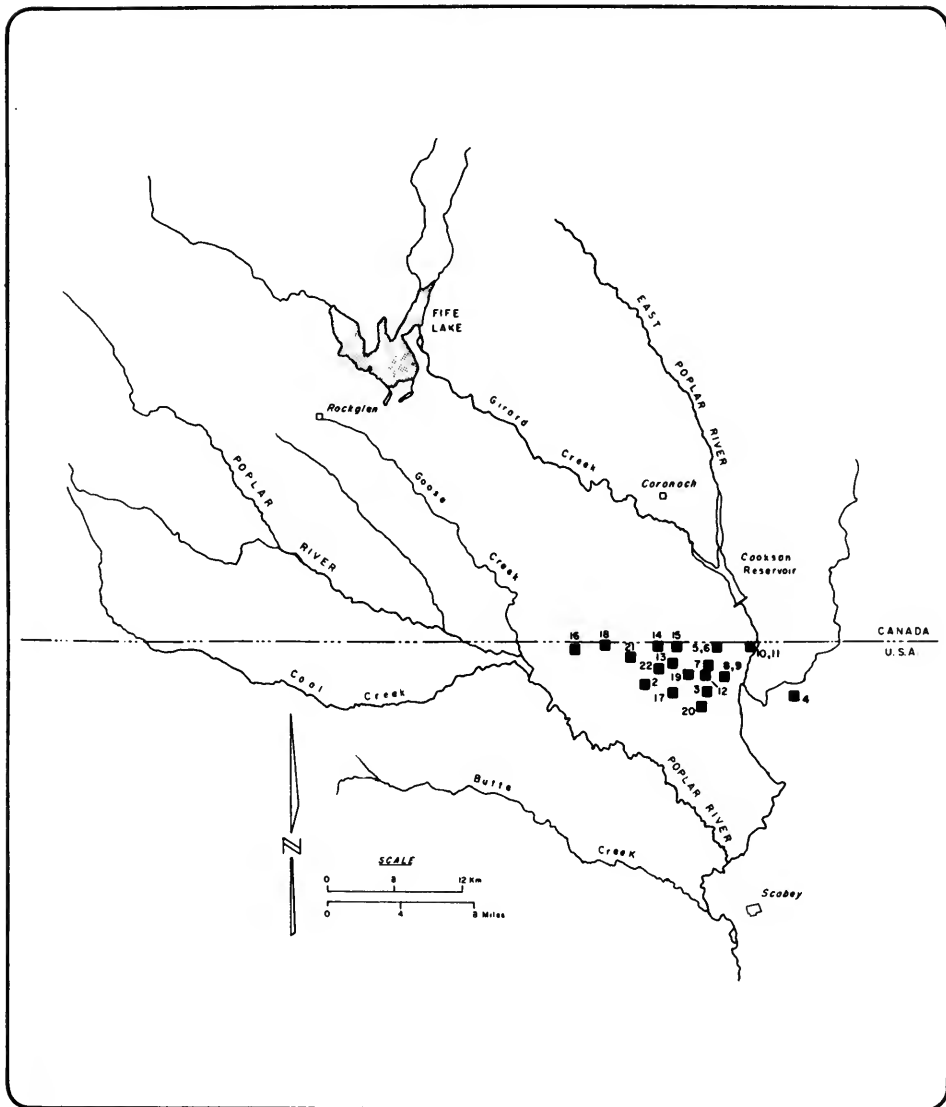 FIFE
LAKE
EAST
POPLAR
RIVER
Rockglen
Girard
Creek
Coronach
POPLAR
RIVER
Goose
Creek
Cookson
Reservoir
CANADA
U.S.A.
16
18
14
15
5,6
10,11
21
13
7
8,9
22
19
12
2
17
3
4
20
Coal
Creek
POPLAR RIVER
Butte
Creek
N
SCALE
0
8
12 Km
0
4
8 Miles
Scobey